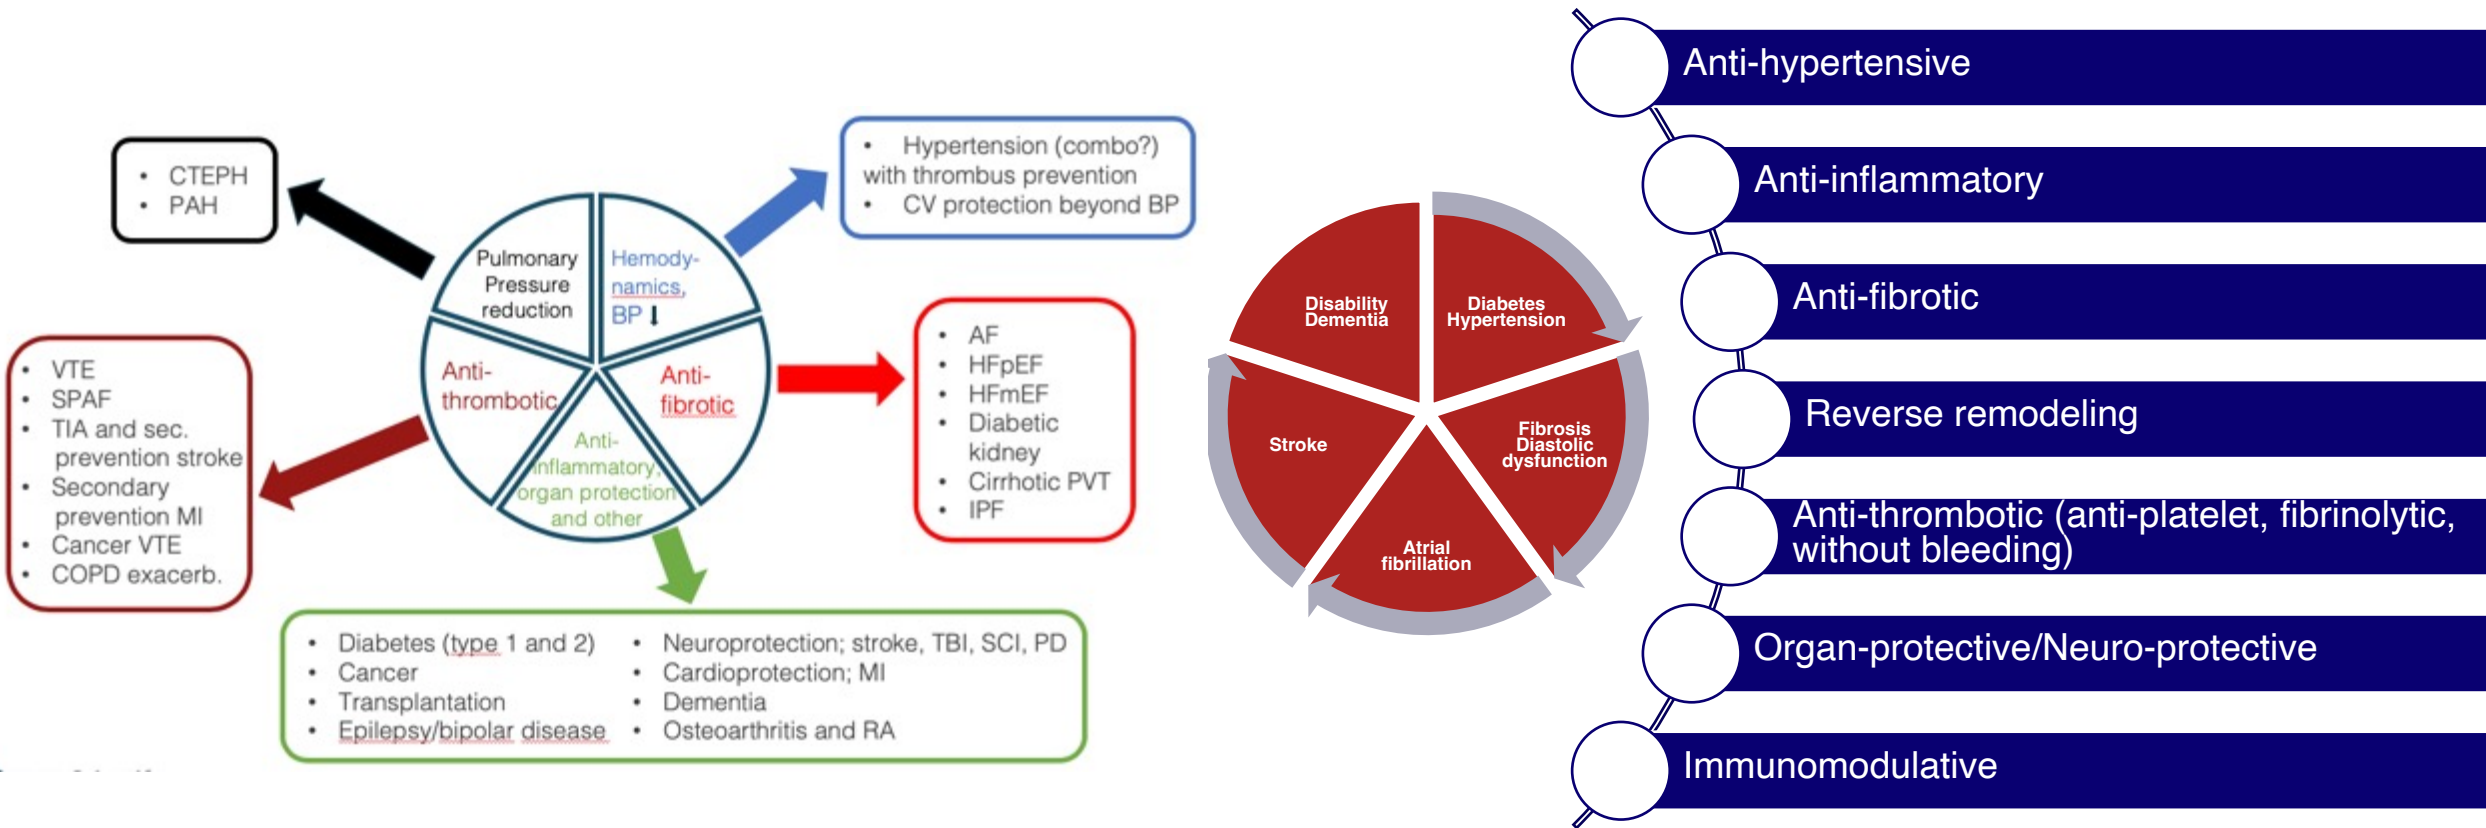 • CTEPH
• PAH
• Hypertension (combo?)
with thrombus prevention
• CV protection beyond BP
Pulmonary
Pressure
reduction
Hemody-
namics,
BP ⬇
Anti-
thrombotic
Anti-
fibrotic
Anti-
inflammatory,
organ protection
and other
• VTE
• SPAF
• TIA and sec.
prevention stroke
• Secondary
prevention MI
• Cancer VTE
• COPD exacerb.
• AF
• HFpEF
• HFmEF
• Diabetic
kidney
• Cirrhotic PVT
• IPF
• Diabetes (type 1 and 2)
• Cancer
• Transplantation
• Epilepsy/bipolar disease
• Neuroprotection; stroke, TBI, SCI, PD
• Cardioprotection; MI
• Dementia
• Osteoarthritis and RA
Disability
Dementia
Diabetes
Hypertension
Stroke
Fibrosis
Diastolic
dysfunction
Atrial
fibrillation
Anti-hypertensive
Anti-inflammatory
Anti-fibrotic
Reverse remodeling
Anti-thrombotic (anti-platelet, fibrinolytic,
without bleeding)
Organ-protective/Neuro-protective
Immunomodulative